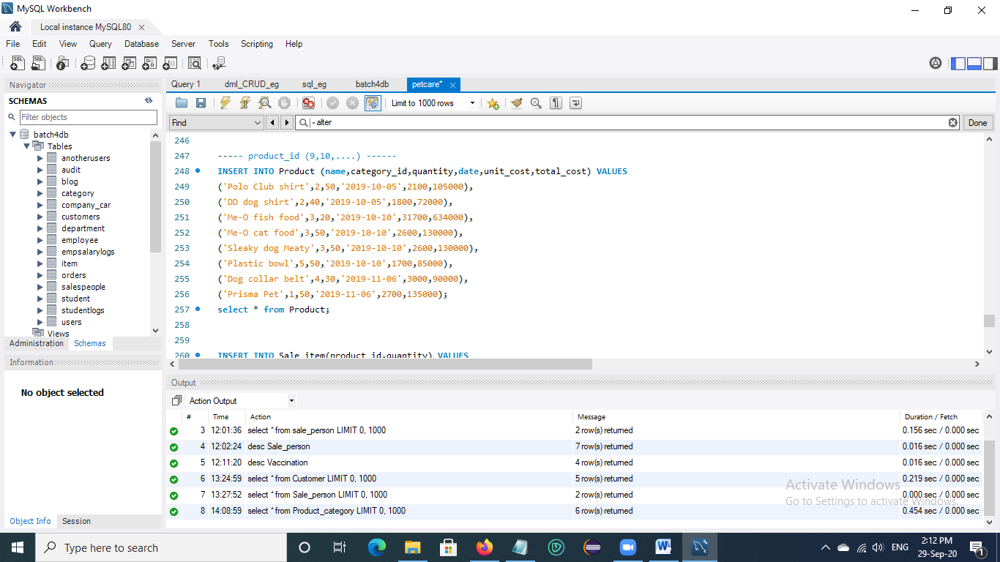 MySQL Workbench
Local instance MySQL80
File Edit View Query Database Server Tools Scripting Help
Navigator
SCHEMAS
Filter objects
batch4db
Tables
anotherusers
audit
blog
category
company_car
customers
department
employee
empsalarylogs
item
orders
salespeople
student
studentlogs
users
Views
Administration Schemas
Information
No object selected
Object Info Session
Query 1 dml_CRUD_eg sql_eg batch4db petcare*
Limit to 1000 rows
Find alter Done
246
247 ----- product_id (9,10,....) ------
248 INSERT INTO Product (name,category_id,quantity,date,unit_cost,total_cost) VALUES
249 ('Polo Club shirt',2,50,'2019-10-05',2100,105000),
250 ('DD dog shirt',2,40,'2019-10-05',1800,72000),
251 ('Me-O fish food',3,20,'2019-10-10',31700,634000),
252 ('Me-O cat food',3,50,'2019-10-10',2600,130000),
253 ('Sleaky dog Meaty',3,50,'2019-10-10',2600,130000),
254 ('Plastic bowl',5,50,'2019-10-10',1700,85000),
255 ('Dog collar belt',4,30,'2019-11-06',3000,90000),
256 ('Prisma Pet',1,50,'2019-11-06',2700,135000);
257 select * from Product;
258
259
260 INSERT INTO Sale_item(product_id,quantity) VALUES
Output
Action Output
# Time Action Message Duration / Fetch
3 12:01:36 select * from sale_person LIMIT 0, 1000 2 row(s) returned 0.156 sec / 0.000 sec
4 12:02:24 desc Sale_person 7 row(s) returned 0.016 sec / 0.000 sec
5 12:11:20 desc Vaccination 4 row(s) returned 0.016 sec / 0.000 sec
6 13:24:59 select * from Customer LIMIT 0, 1000 5 row(s) returned 0.219 sec / 0.000 sec
7 13:27:52 select * from Sale_person LIMIT 0, 1000 2 row(s) returned 0.000 sec / 0.000 sec
8 14:08:59 select * from Product_category LIMIT 0, 1000 6 row(s) returned 0.454 sec / 0.000 sec
Activate Windows
Go to Settings to activate Windows.
Type here to search
ENG
2:12 PM
29-Sep-20
1